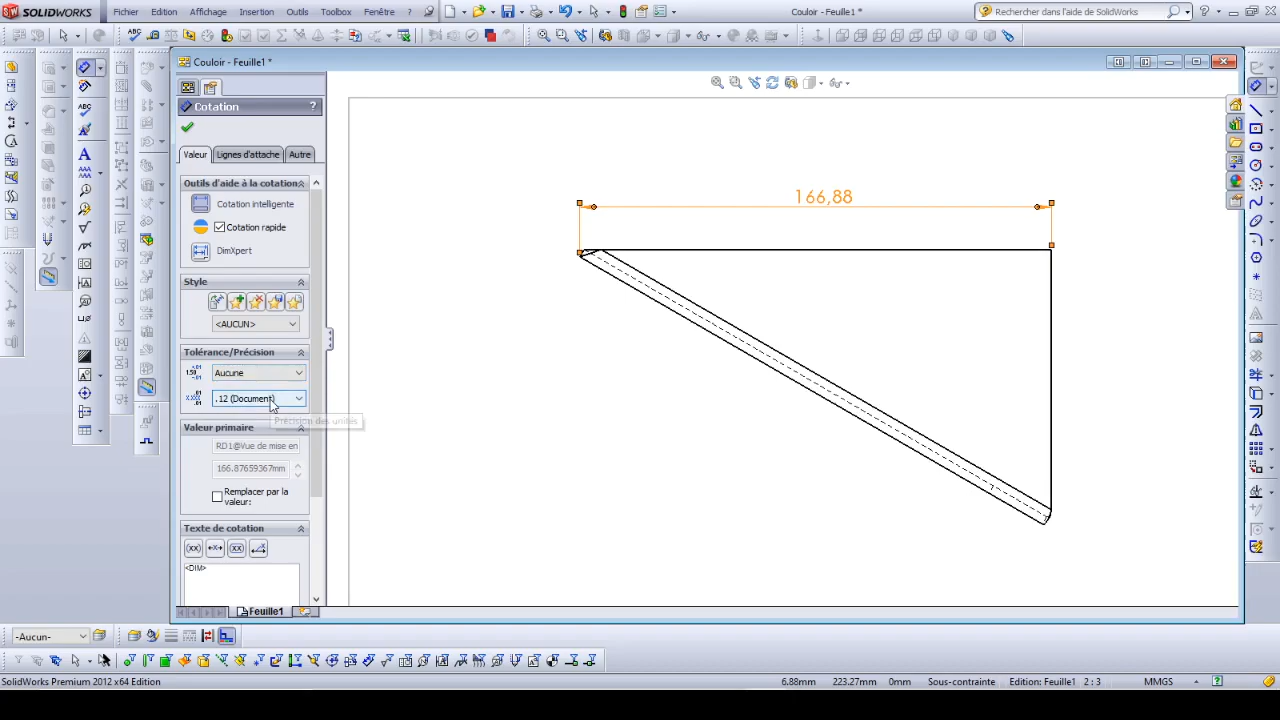 SOLIDWORKS
Fichier Edition Affichage Insertion Outils Toolbox Fenêtre ?
Couloir - Feuille1 *
Rechercher dans l'aide de SolidWorks
Couloir - Feuille1 *
Cotation ?
Valeur Lignes d'attache Autre
Outils d'aide à la cotation
Cotation intelligente
Cotation rapide
DimXpert
Style
<AUCUN>
Tolérance/Précision
Aucune
.12 (Document)
Précision des unités
Valeur primaire
RD1@Vue de mise en
166.87659367mm
Remplacer par la
valeur:
Texte de cotation
<DIM>
166,88
Feuille1
-Aucun-
SolidWorks Premium 2012 x64 Edition
6.88mm 223.27mm 0mm Sous-contrainte Edition: Feuille1 2 : 3 MMGS